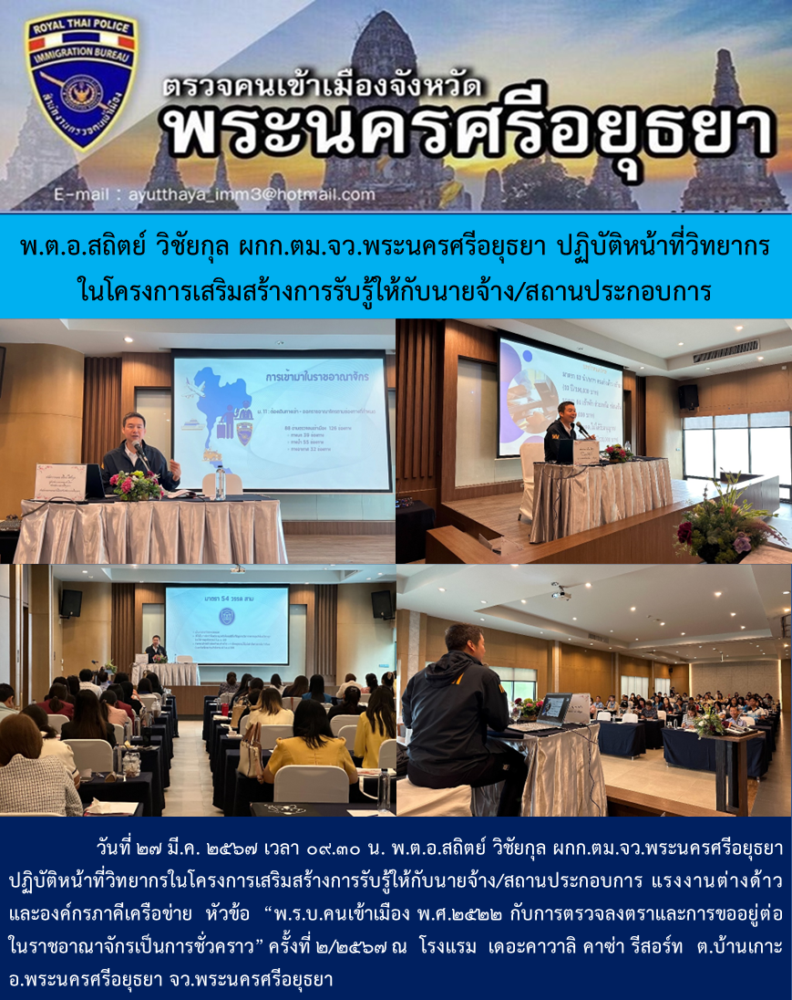 ROYAL THAI POLICE
IMMIGRATION BUREAU
สำนักงานตรวจคนเข้าเมือง
ตรวจคนเข้าเมืองจังหวัด
พระนครศรีอยุธยา
E-mail : ayutthaya_imm3@hotmail.com
พ.ต.อ.สถิตย์ วิชัยกุล ผกก.ตม.จว.พระนครศรีอยุธยา ปฏิบัติหน้าที่วิทยากร
ในโครงการเสริมสร้างการรับรู้ให้กับนายจ้าง/สถานประกอบการ
การเข้ามาในราชอาณาจักร
มาตรา 54 วรรค สาม
วันที่ ๒๗ มี.ค. ๒๕๖๗ เวลา ๐๙.๓๐ น. พ.ต.อ.สถิตย์ วิชัยกุล ผกก.ตม.จว.พระนครศรีอยุธยา
ปฏิบัติหน้าที่วิทยากรในโครงการเสริมสร้างการรับรู้ให้กับนายจ้าง/สถานประกอบการ แรงงานต่างด้าว
และองค์กรภาคีเครือข่าย หัวข้อ “พ.ร.บ.คนเข้าเมือง พ.ศ.๒๕๒๒ กับการตรวจลงตราและการขออยู่ต่อ
ในราชอาณาจักรเป็นการชั่วคราว” ครั้งที่ ๒/๒๕๖๗ ณ โรงแรม เดอะคาวาลิ คาซ่า รีสอร์ท ต.บ้านเกาะ
อ.พระนครศรีอยุธยา จว.พระนครศรีอยุธยา